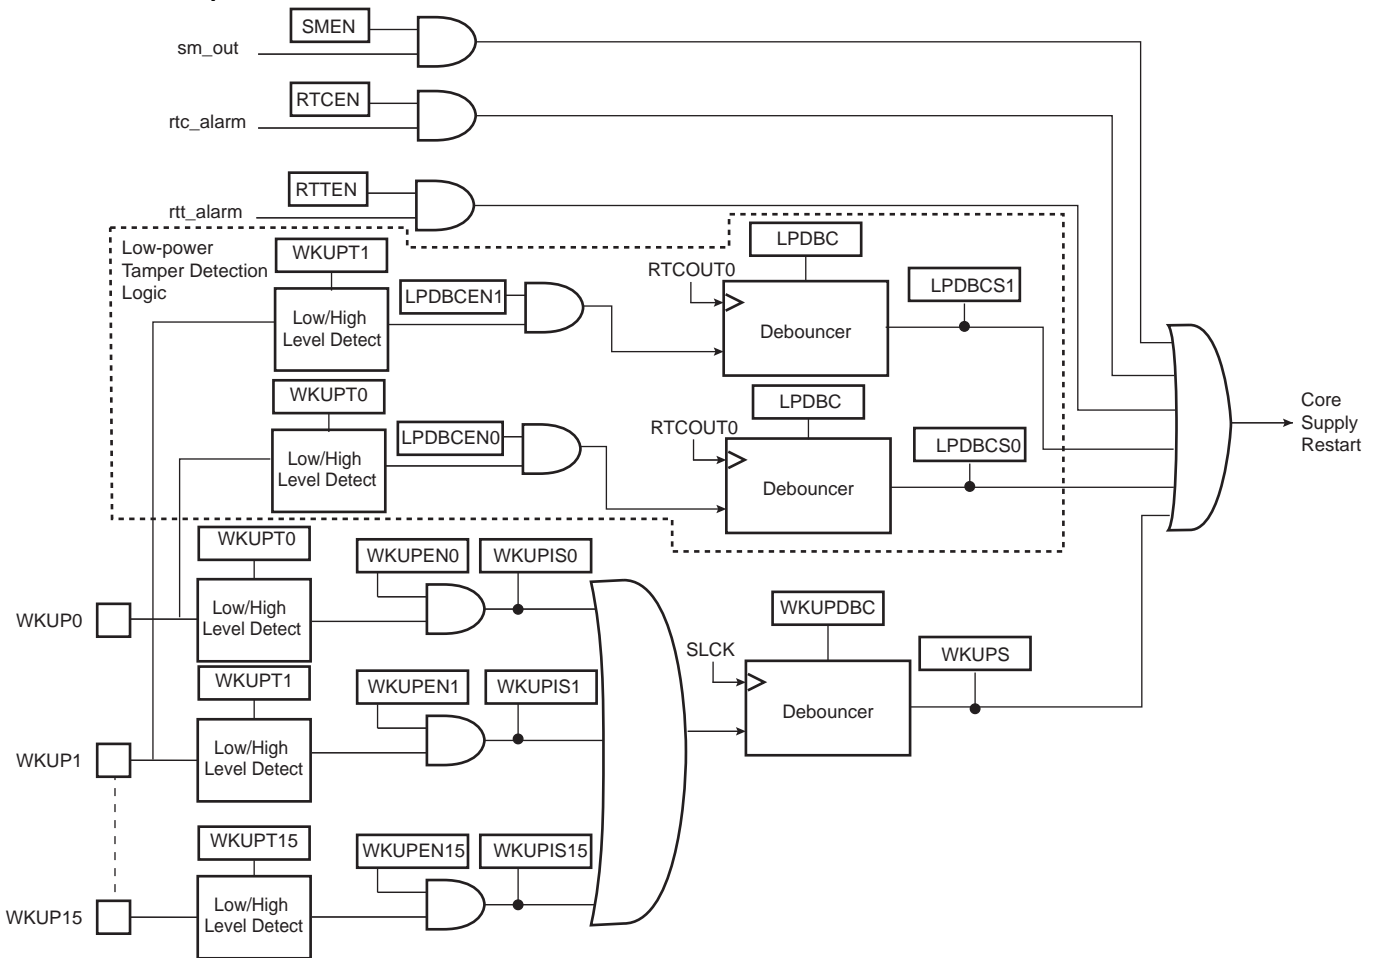 SMEN
sm_out
RTCEN
rtc_alarm
RTTEN
rtt_alarm
Low-power
Tamper Detection
Logic
WKUPT1
Low/High
Level Detect
LPDBCEN1
RTCOUT0
LPDBC
Debouncer
LPDBCS1
WKUPT0
Low/High
Level Detect
LPDBCEN0
RTCOUT0
LPDBC
Debouncer
LPDBCS0
Core
Supply
Restart
WKUP0
WKUPT0
Low/High
Level Detect
WKUPEN0
WKUPIS0
WKUP1
WKUPT1
Low/High
Level Detect
WKUPEN1
WKUPIS1
SLCK
WKUPDBC
Debouncer
WKUPS
WKUP15
WKUPT15
Low/High
Level Detect
WKUPEN15
WKUPIS15